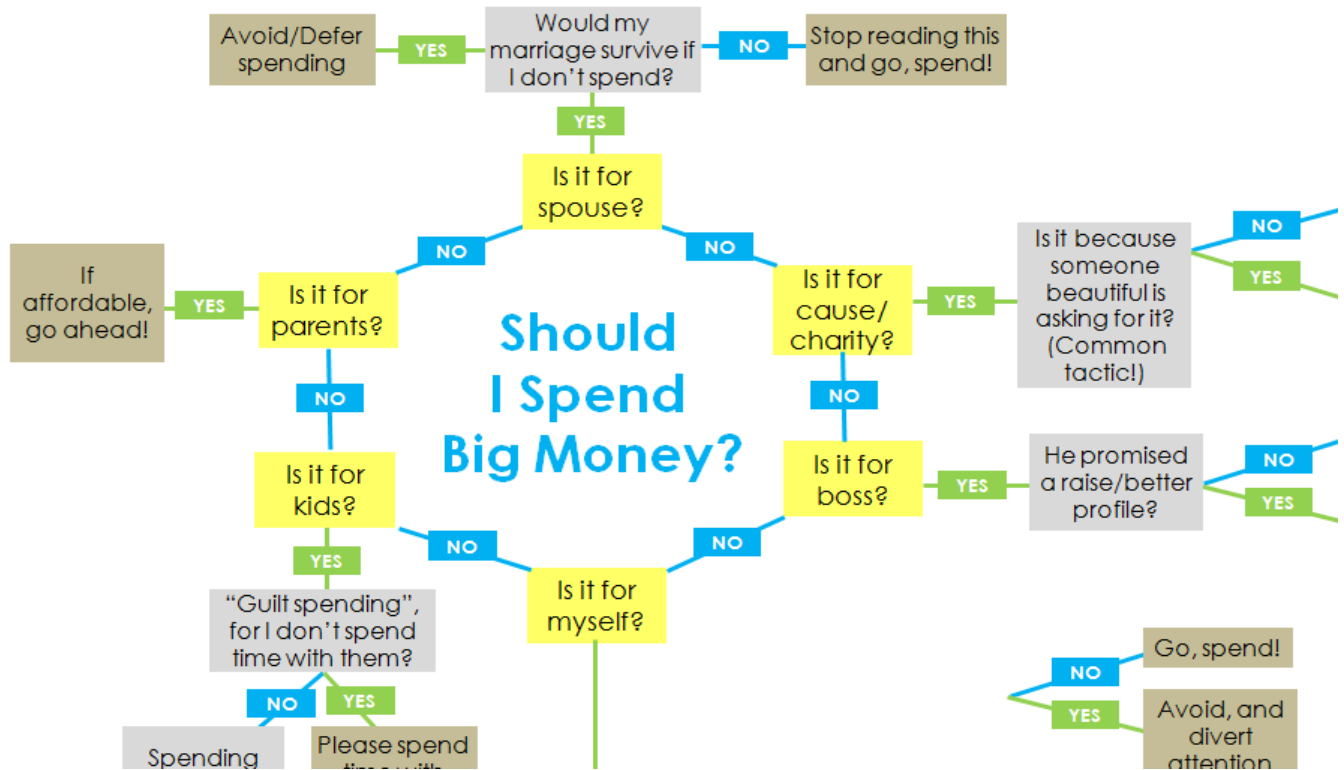 Avoid/Defer
spending
YES
Would my
marriage survive if
I don't spend?
NO
Stop reading this
and go, spend!
YES
Is it for
spouse?
NO
NO
If
affordable,
go ahead!
YES
Is it for
parents?
Is it for
cause/
charity?
YES
Is it because
someone
beautiful is
asking for it?
(Common
tactic!)
NO
YES
Should
I Spend
Big Money?
NO
NO
Is it for
kids?
Is it for
boss?
YES
He promised
a raise/better
profile?
NO
YES
NO
NO
YES
Is it for
myself?
"Guilt spending",
for I don't spend
time with them?
NO
YES
Spending
Please spend
time with
NO
Go, spend!
YES
Avoid, and
divert
attention